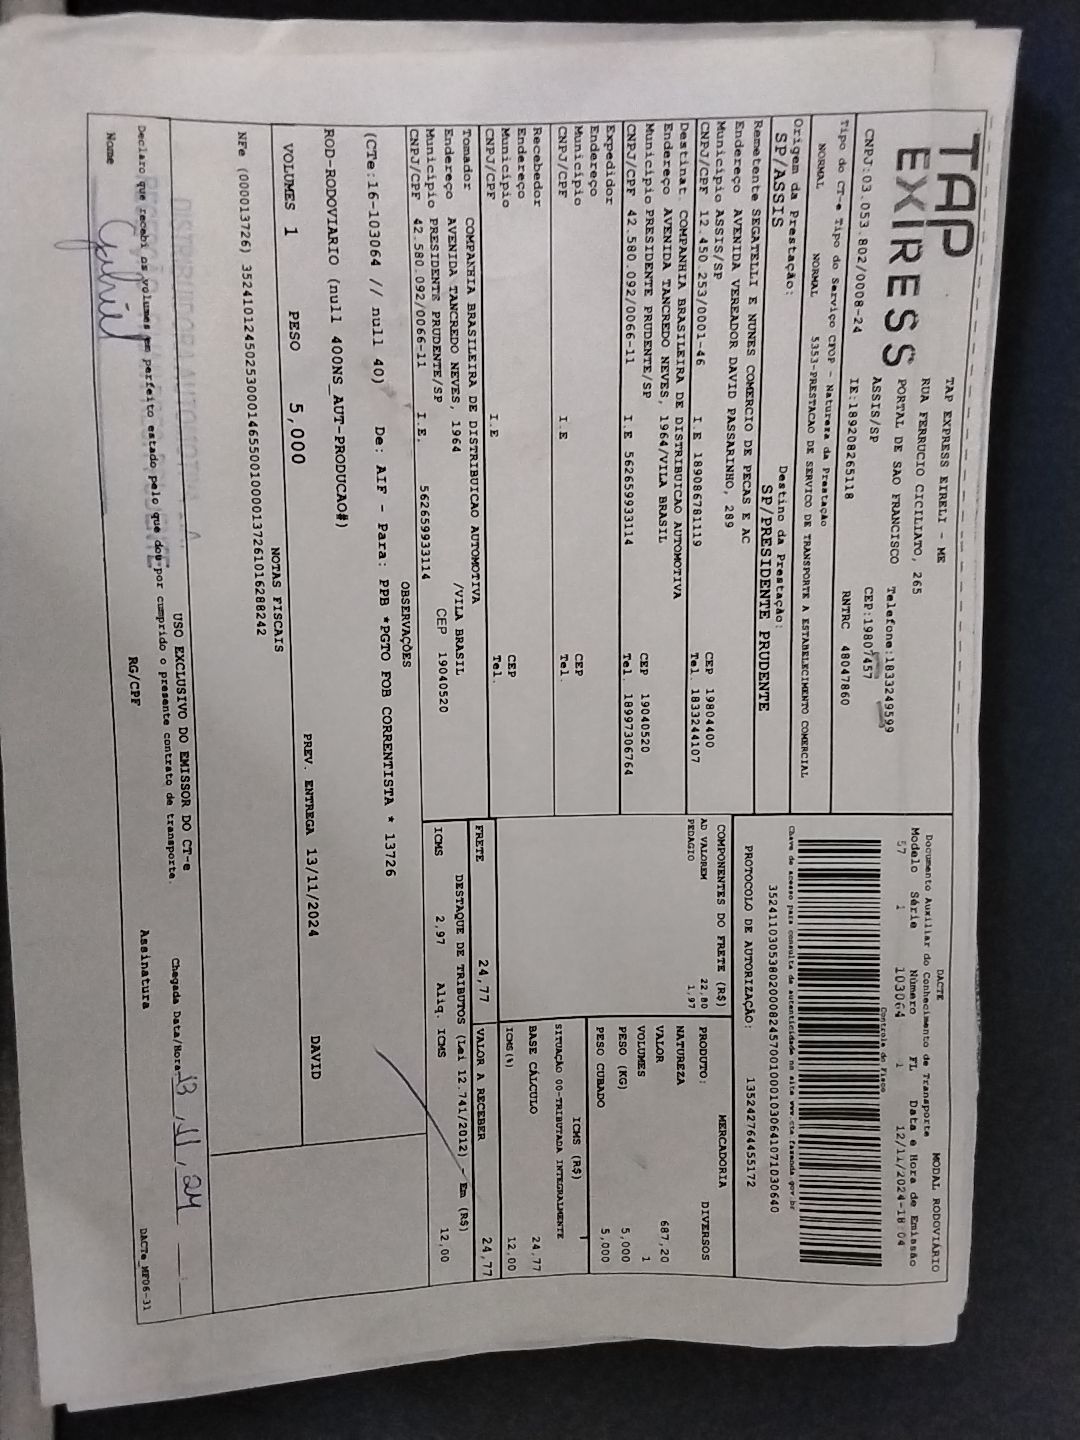 TAP EXPRESS
TAP EXPRESS EIRELI - ME
RUA FERRUCIO CICILIATO, 265
PORTAL DE SAO FRANCISCO Telefone:1833249599
ASSIS/SP CEP:19807457
CNPJ:03.053.802/0008-24 IE:189208265118 RNTRC 48047860
DACTE MODAL RODOVIÁRIO
Documento Auxiliar do Conhecimento de Transporte
Modelo Série Número FL Data e Hora de Emissão
57 1 103064 1 12/11/2024-18:04
Controle do Fisco
Chave de acesso para consulta de autenticidade no site www.cte.fazenda.gov.br
35241103053802000824570010001030641071030640
PROTOCOLO DE AUTORIZAÇÃO: 135242764455172
Tipo do CT-e Tipo do Serviço CFOP - Natureza da Prestação
NORMAL NORMAL 5353-PRESTACAO DE SERVICO DE TRANSPORTE A ESTABELECIMENTO COMERCIAL
Origem da Prestação: Destino da Prestação:
SP/ASSIS SP/PRESIDENTE PRUDENTE
Remetente SEGATELLI E NUNES COMERCIO DE PECAS E AC
Endereço AVENIDA VEREADOR DAVID PASSARINHO, 289
Município ASSIS/SP CEP 19804400
CNPJ/CPF 12.450.253/0001-46 I.E 189086781119 Tel. 1833244107
Destinat. COMPANHIA BRASILEIRA DE DISTRIBUICAO AUTOMOTIVA
Endereço AVENIDA TANCREDO NEVES, 1964/VILA BRASIL
Município PRESIDENTE PRUDENTE/SP CEP 19040520
CNPJ/CPF 42.580.092/0066-11 I.E 562659933114 Tel. 18997306764
Expedidor
Endereço
Município CEP
CNPJ/CPF I.E Tel.
Recebedor
Endereço
Município CEP
CNPJ/CPF I.E Tel.
Tomador COMPANHIA BRASILEIRA DE DISTRIBUICAO AUTOMOTIVA
Endereço AVENIDA TANCREDO NEVES, 1964 /VILA BRASIL
Município PRESIDENTE PRUDENTE/SP CEP 19040520
CNPJ/CPF 42.580.092/0066-11 I.E. 562659933114
COMPONENTES DO FRETE (R$)
AD VALOREM 22,80
PEDAGIO 1,97
FRETE 24,77
PRODUTO: MERCADORIA
NATUREZA DIVERSOS
VALOR 687,20
VOLUMES 1
PESO (KG) 5,000
PESO CUBADO 5,000
ICMS (R$)
SITUAÇÃO 00-TRIBUTADA INTEGRALMENTE
BASE CÁLCULO 24,77
ICMS(%) 12,00
VALOR A RECEBER 24,77
DESTAQUE DE TRIBUTOS (Lei 12.741/2012) - Em (R$)
ICMS 2,97 Aliq. ICMS 12,00
OBSERVAÇÕES
(CTe:16-103064 // null 40) De: AIF - Para: PPB *PGTO FOB CORRENTISTA * 13726
ROD-RODOVIARIO (null 400NS_AUT-PRODUCAO#)
VOLUMES 1 PESO 5,000 PREV. ENTREGA 13/11/2024 DAVID
NOTAS FISCAIS
NFe (000013726) 35241012450253000146550010000137261016288242
USO EXCLUSIVO DO EMISSOR DO CT-e
Declaro que recebi os volumes em perfeito estado pelo que dou por cumprido o presente contrato de transporte.
Chegada Data/Hora 13/11/24
Nome Gabriel RG/CPF Assinatura
DACTe_MF06-31